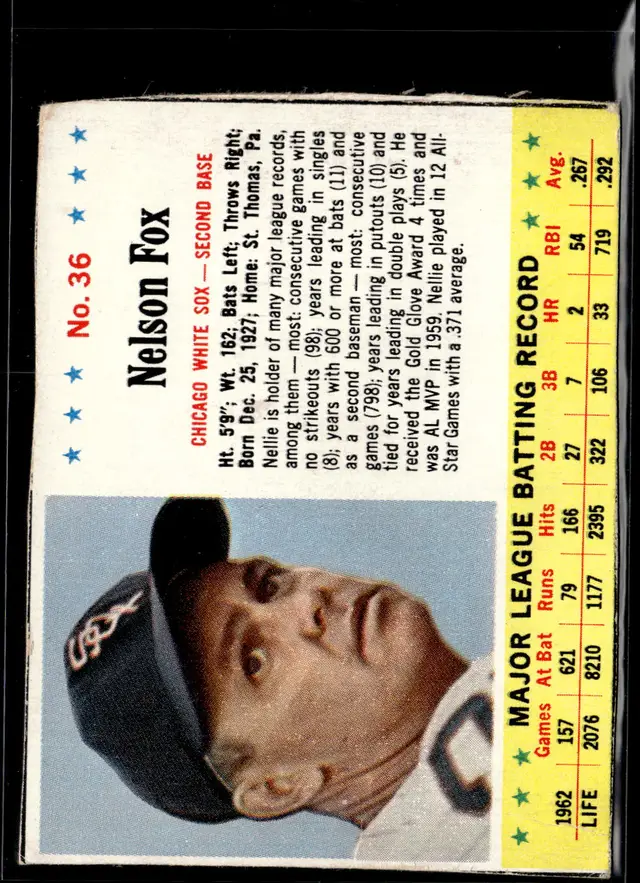 ★ ★ ★ No. 36 ★ ★ ★
Nelson Fox
CHICAGO WHITE SOX — SECOND BASE
Ht. 5'9"; Wt. 162; Bats Left; Throws Right;
Born Dec. 25, 1927; Home: St. Thomas, Pa.
Nellie is holder of many major league records,
among them — most: consecutive games with
no strikeouts (98); years leading in singles
(8); years with 600 or more at bats (11) and
as a second baseman — most: consecutive
games (798); years leading in putouts (10) and
tied for years leading in double plays (5). He
received the Gold Glove Award 4 times and
was AL MVP in 1959. Nellie played in 12 All-
Star Games with a .371 average.
SOX
★ ★ ★ MAJOR LEAGUE BATTING RECORD ★ ★ ★
Games At Bat Runs Hits 2B 3B HR RBI Avg.
1962 157 621 79 166 27 7 2 54 .267
LIFE 2076 8210 1177 2395 322 106 33 719 .292